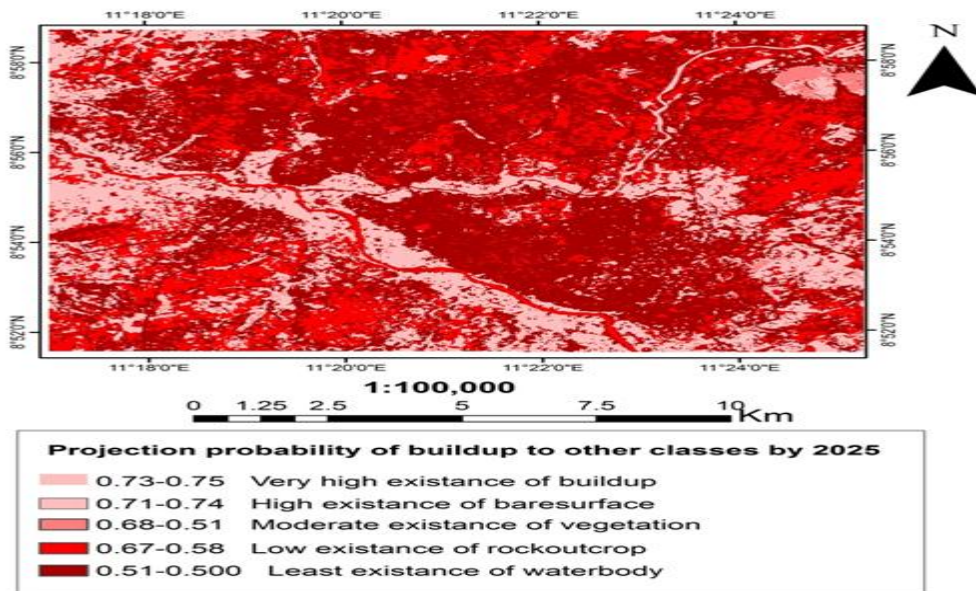 11°18'0"E 11°20'0"E 11°22'0"E 11°24'0"E
N
8°58'0"N 8°58'0"N
8°56'0"N 8°56'0"N
8°54'0"N 8°54'0"N
8°52'0"N 8°52'0"N
11°18'0"E 11°20'0"E 11°22'0"E 11°24'0"E
1:100,000
0 1.25 2.5 5 7.5 10 Km
Projection probability of buildup to other classes by 2025
0.73-0.75 Very high existance of buildup
0.71-0.74 High existance of baresurface
0.68-0.51 Moderate existance of vegetation
0.67-0.58 Low existance of rockoutcrop
0.51-0.500 Least existance of waterbody